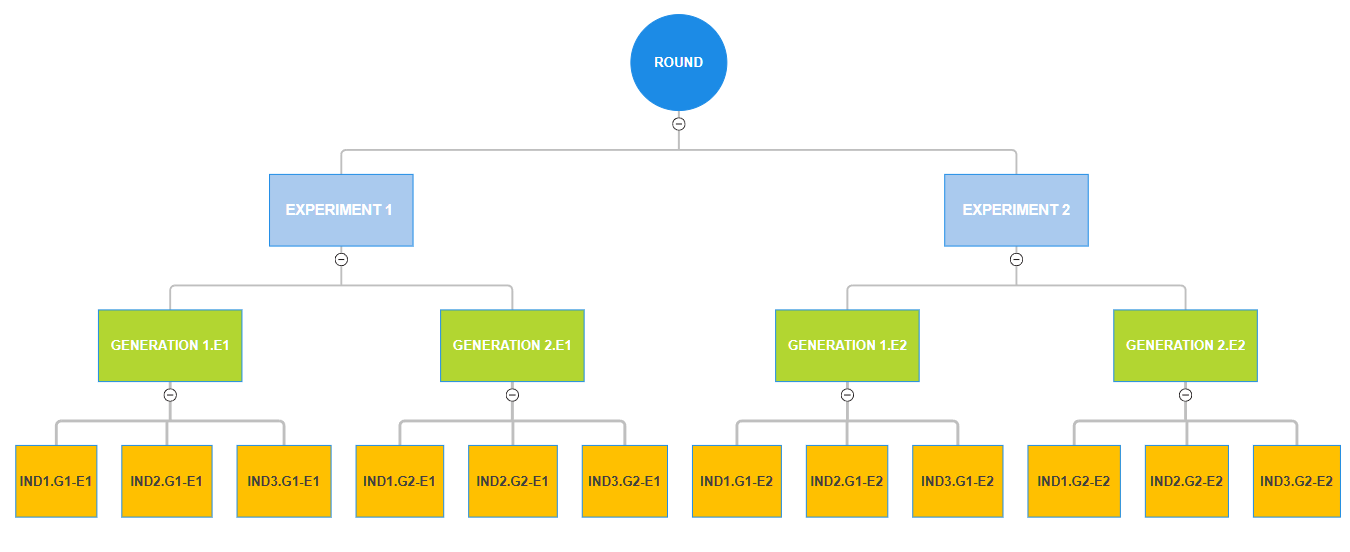 ROUND
EXPERIMENT 1
EXPERIMENT 2
GENERATION 1.E1
GENERATION 2.E1
GENERATION 1.E2
GENERATION 2.E2
IND1.G1-E1
IND2.G1-E1
IND3.G1-E1
IND1.G2-E1
IND2.G2-E1
IND3.G2-E1
IND1.G1-E2
IND2.G1-E2
IND3.G1-E2
IND1.G2-E2
IND2.G2-E2
IND3.G2-E2